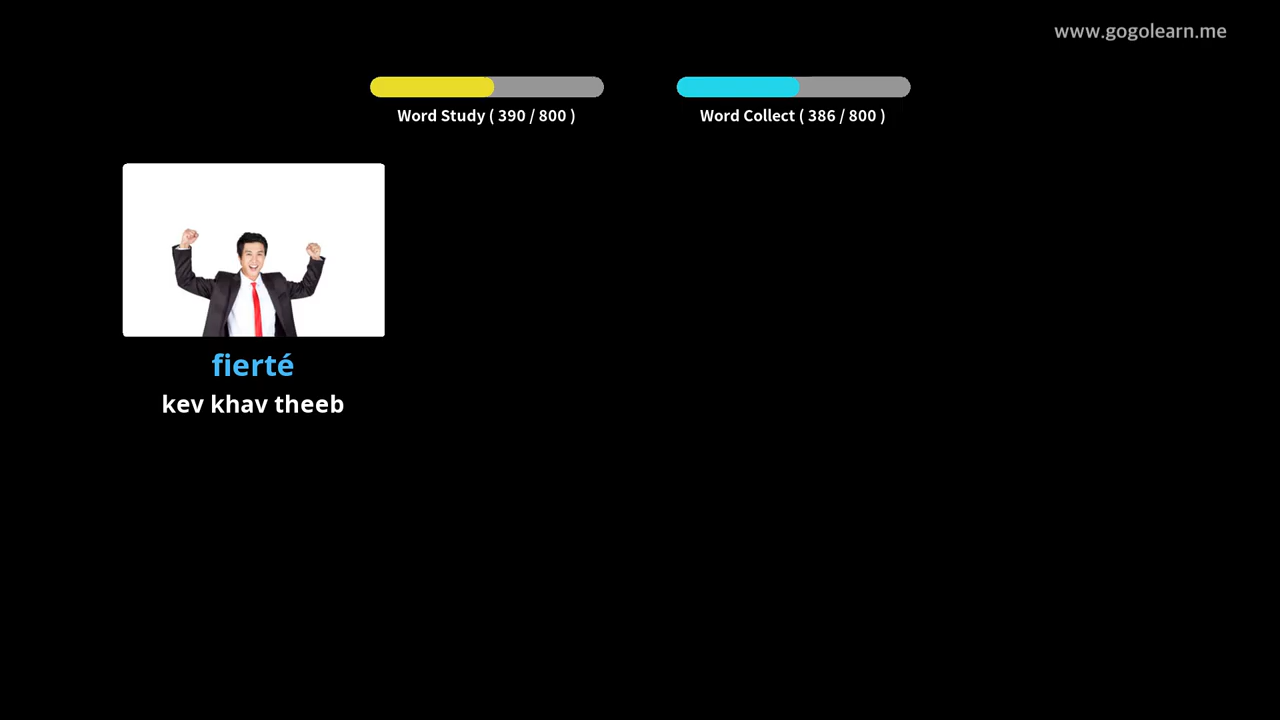 www.gogolearn.me
Word Study ( 390 / 800 )
Word Collect ( 386 / 800 )
fierté
kev khav theeb